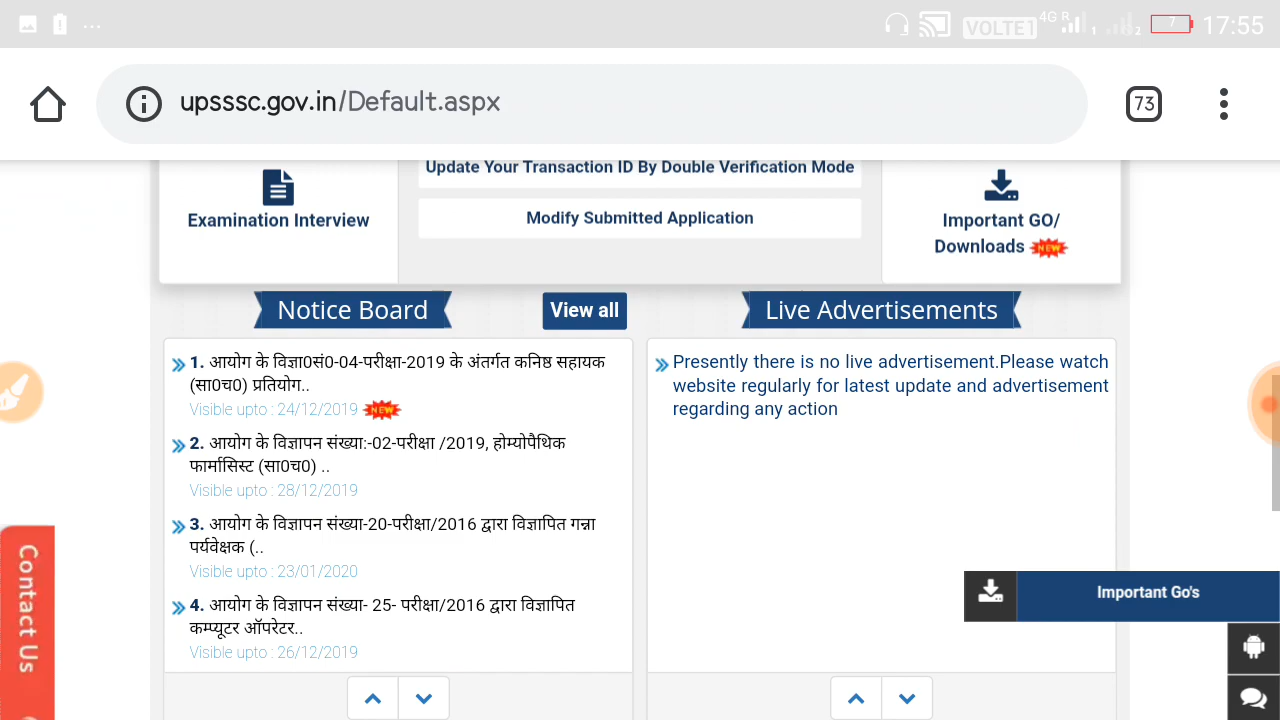 VOLTE1 4G R 1 2 7 17:55
upsssc.gov.in/Default.aspx
73
Update Your Transaction ID By Double Verification Mode
Examination Interview
Modify Submitted Application
Important GO/
Downloads NEW
Notice Board
View all
Live Advertisements
1. आयोग के विज्ञा0सं0-04-परीक्षा-2019 के अंतर्गत कनिष्ठ सहायक
(सा0च0) प्रतियोग..
Visible upto : 24/12/2019 NEW
2. आयोग के विज्ञापन संख्या:-02-परीक्षा /2019, होम्योपैथिक
फार्मासिस्ट (सा0च0) ..
Visible upto : 28/12/2019
3. आयोग के विज्ञापन संख्या-20-परीक्षा/2016 द्वारा विज्ञापित गन्ना
पर्यवेक्षक (..
Visible upto : 23/01/2020
4. आयोग के विज्ञापन संख्या- 25- परीक्षा/2016 द्वारा विज्ञापित
कम्प्यूटर ऑपरेटर..
Visible upto : 26/12/2019
Presently there is no live advertisement.Please watch
website regularly for latest update and advertisement
regarding any action
Contact Us
Important Go's